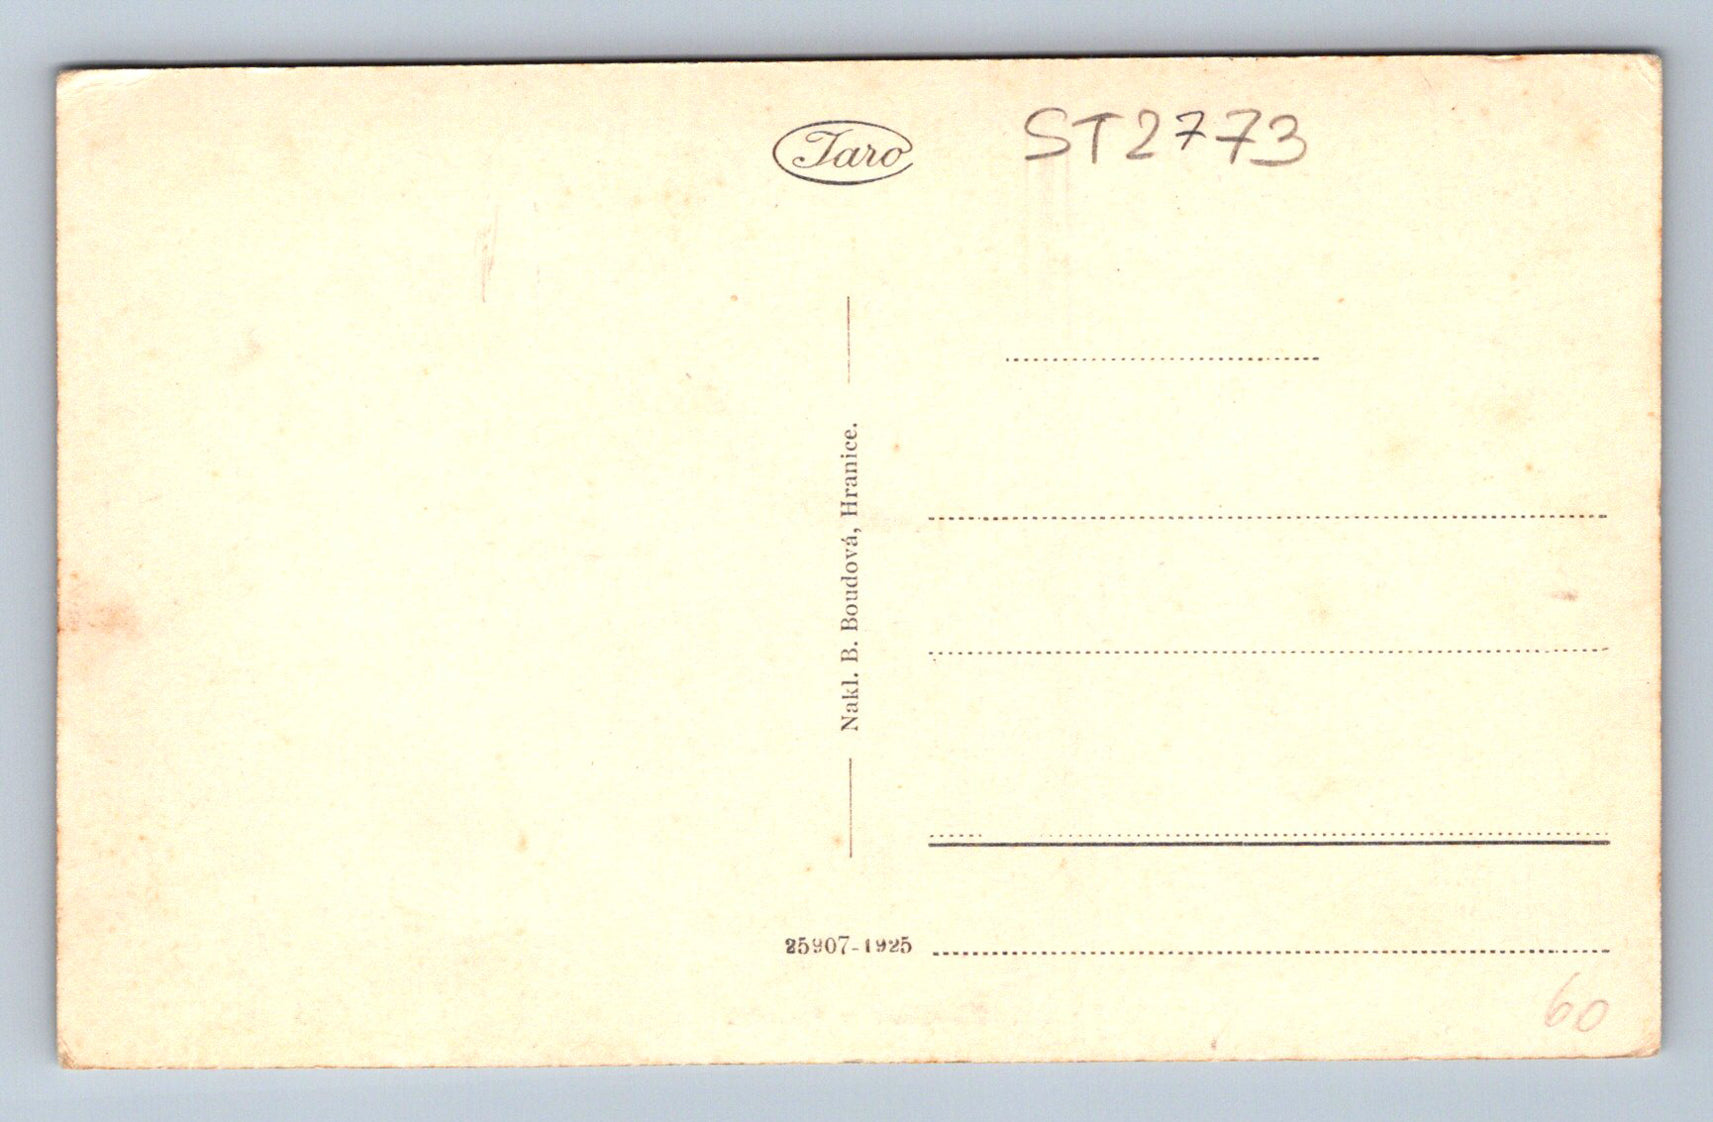 Taro
ST2773
Nakl. B. Boudová, Hranice.
25907-1925
60